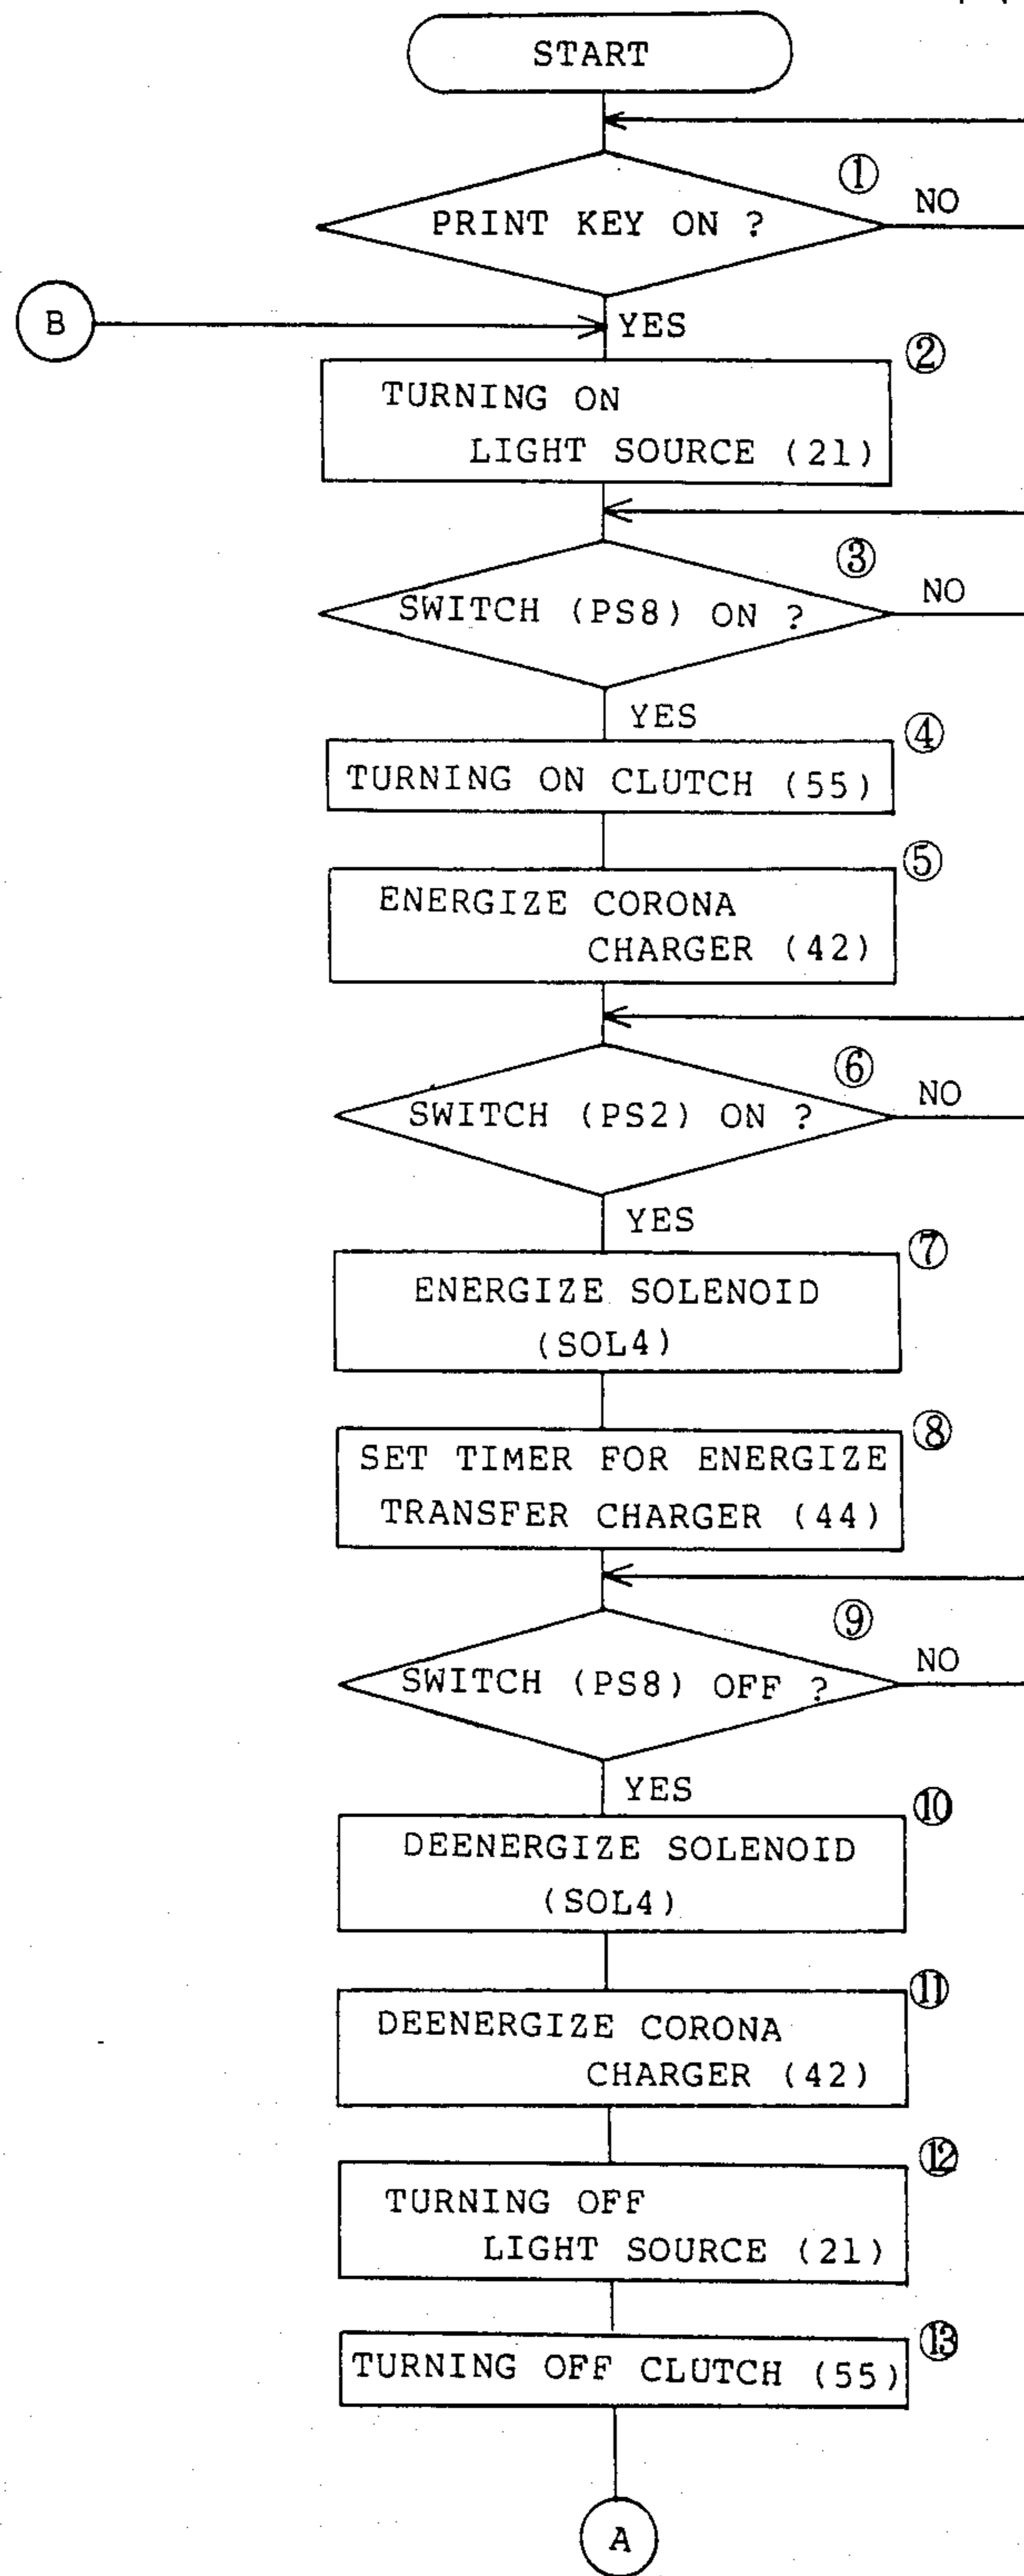 START
①
PRINT KEY ON ?
NO
B
YES
②
TURNING ON
LIGHT SOURCE (21)
③
SWITCH (PS8) ON ?
NO
YES
④
TURNING ON CLUTCH (55)
⑤
ENERGIZE CORONA
CHARGER (42)
⑥
SWITCH (PS2) ON ?
NO
YES
⑦
ENERGIZE SOLENOID
(SOL4)
⑧
SET TIMER FOR ENERGIZE
TRANSFER CHARGER (44)
⑨
SWITCH (PS8) OFF ?
NO
YES
⑩
DEENERGIZE SOLENOID
(SOL4)
⑪
DEENERGIZE CORONA
CHARGER (42)
⑫
TURNING OFF
LIGHT SOURCE (21)
⑬
TURNING OFF CLUTCH (55)
A